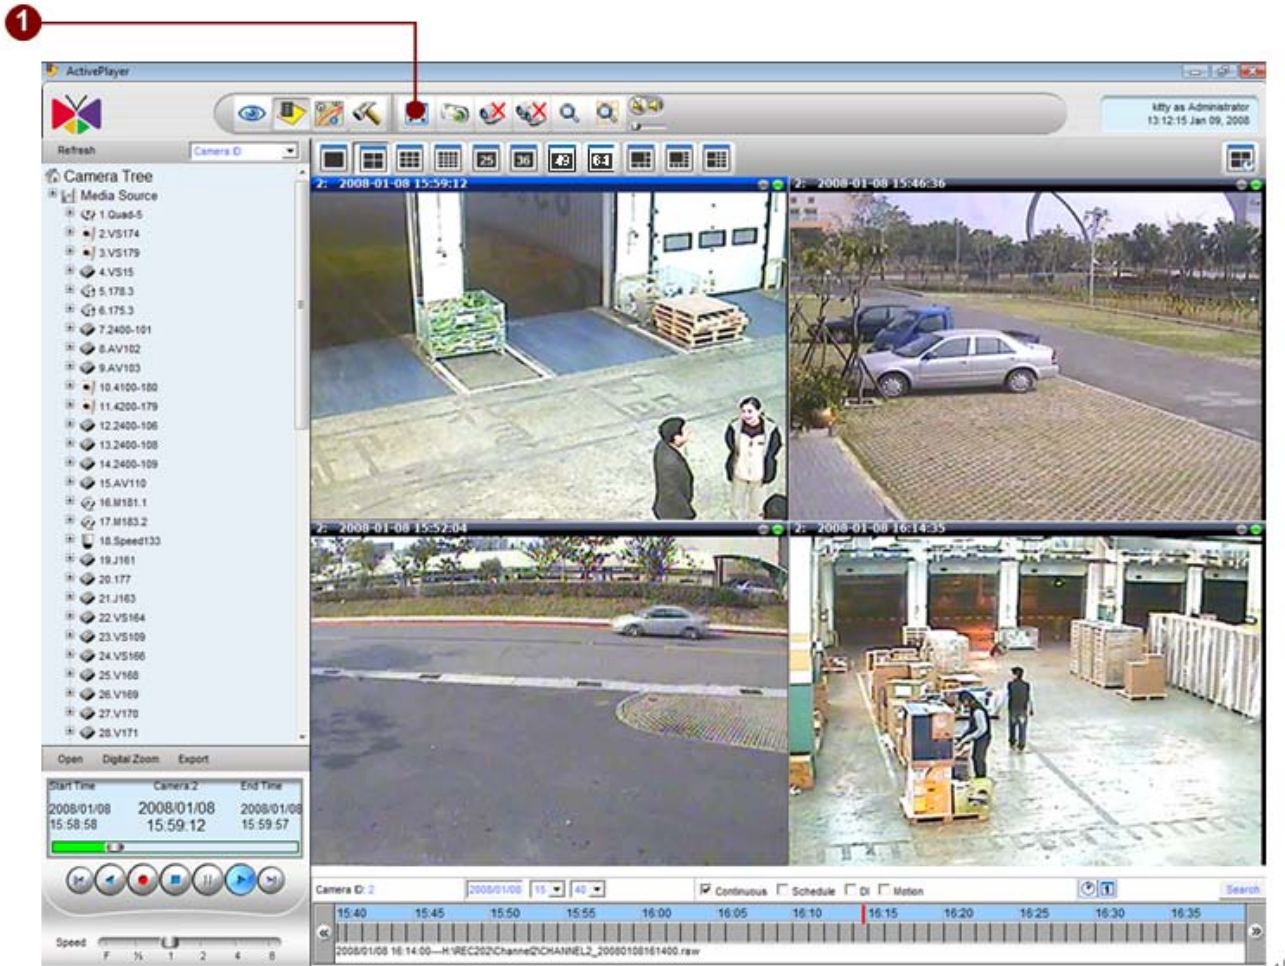 1
ActivePlayer
kitty as Administrator
13:12:15 Jan 09, 2008
Refresh
Camera ID
25
36
49
64
Camera Tree
Media Source
1.Quad-5
2.VS174
3.VS179
4.VS15
5.178.3
6.175.3
7.2400-101
8.AV102
9.AV103
10.4100-180
11.4200-179
12.2400-106
13.2400-108
14.2400-109
15.AV110
16.M181.1
17.M183.2
18.Speed133
19.J161
20.177
21.J163
22.VS164
23.VS109
24.VS166
25.V168
26.V169
27.V170
28.V171
2: 2008-01-08 15:59:12
2: 2008-01-08 15:46:36
2: 2008-01-08 15:52:04
2: 2008-01-08 16:14:35
Open Digital Zoom Export
Start Time Camera:2 End Time
2008/01/08 2008/01/08 2008/01/08
15:58:58 15:59:12 15:59:57
Speed
F ½ 1 2 4 8
Camera ID: 2 2008/01/08 15 40 Continuous Schedule DI Motion 1 Search
15:40 15:45 15:50 15:55 16:00 16:05 16:10 16:15 16:20 16:25 16:30 16:35
2008/01/08 16:14:00---H:\REC202\Channel2\CHANNEL2_20080108161400.raw